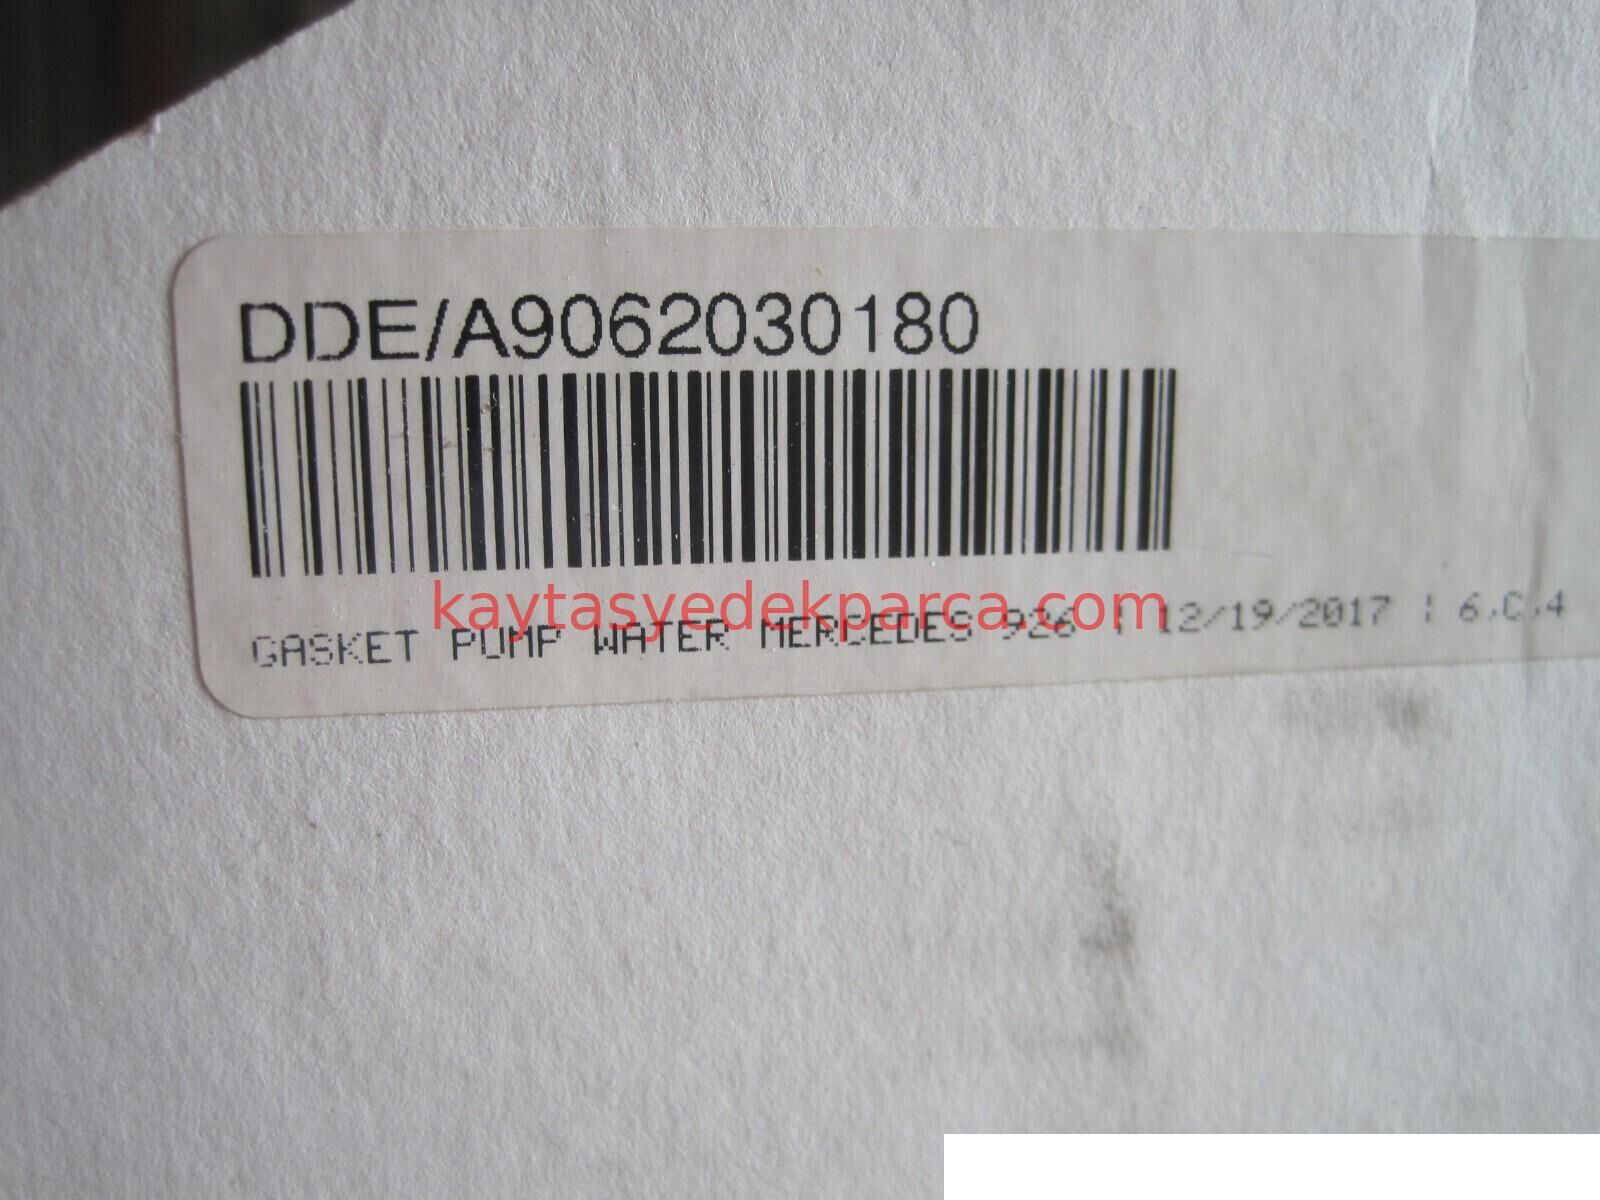 DDE/A9062030180
kaytasyedekparca.com
GASKET PUMP WATER MERCEDES 926 | 12/19/2017 | 6.C.4